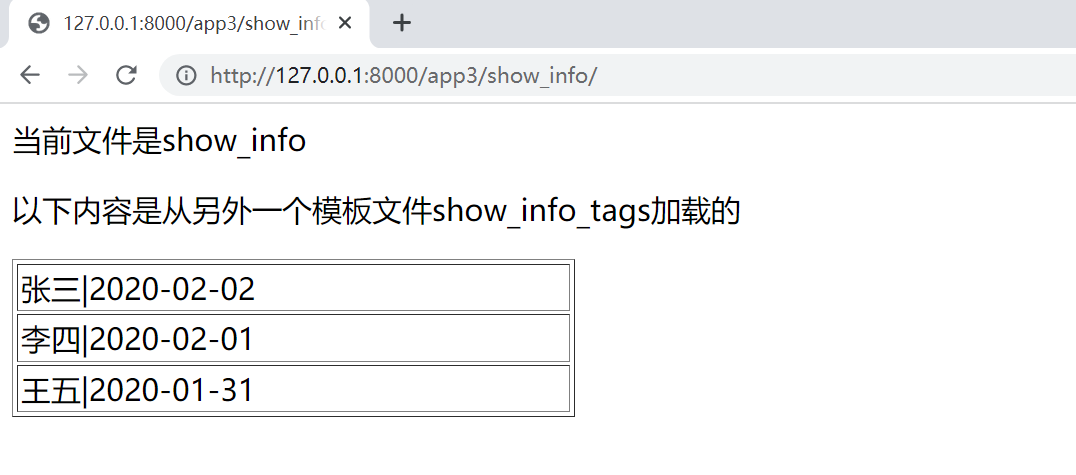 127.0.0.1:8000/app3/show_info
http://127.0.0.1:8000/app3/show_info/
当前文件是show_info
以下内容是从另外一个模板文件show_info_tags加载的
张三|2020-02-02
李四|2020-02-01
王五|2020-01-31